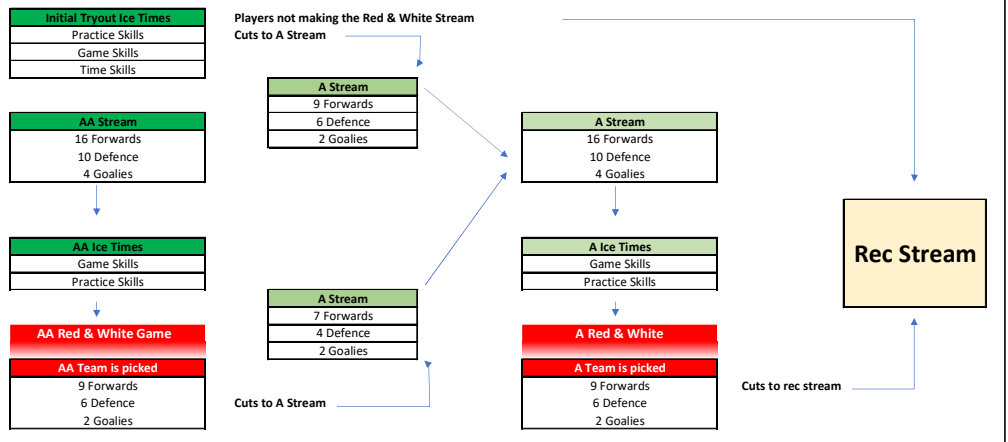 Initial Tryout Ice Times
Practice Skills
Game Skills
Time Skills
Players not making the Red & White Stream
Cuts to A Stream
A Stream
9 Forwards
6 Defence
2 Goalies
AA Stream
16 Forwards
10 Defence
4 Goalies
A Stream
16 Forwards
10 Defence
4 Goalies
Rec Stream
AA Ice Times
Game Skills
Practice Skills
A Ice Times
Game Skills
Practice Skills
A Stream
7 Forwards
4 Defence
2 Goalies
AA Red & White Game
AA Team is picked
9 Forwards
6 Defence
2 Goalies
Cuts to A Stream
A Red & White
A Team is picked
9 Forwards
6 Defence
2 Goalies
Cuts to rec stream